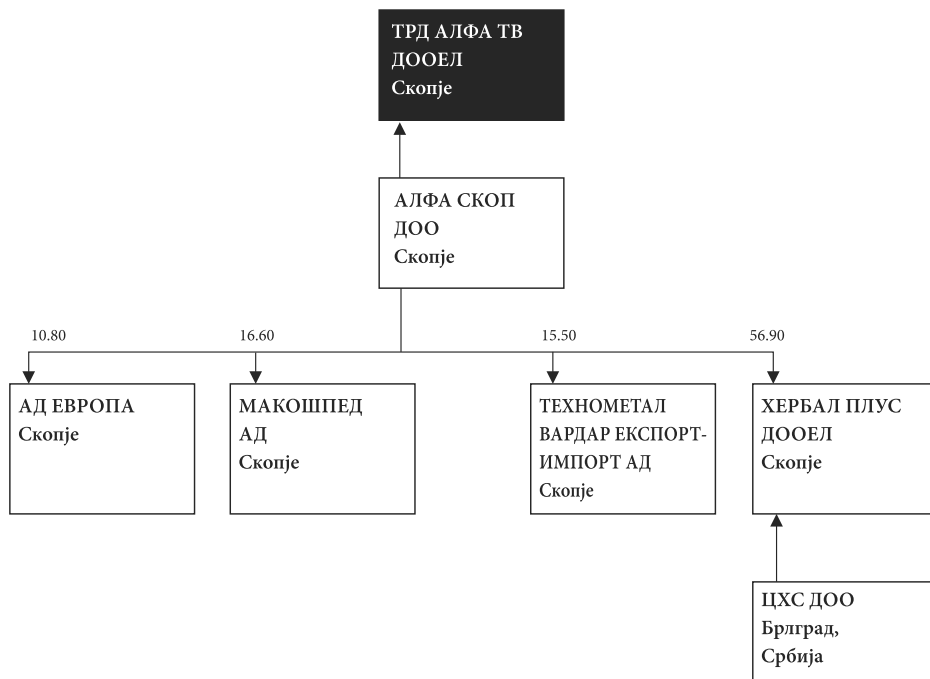 ТРД АЛФА ТВ
ДООЕЛ
Скопје
АЛФА СКОП
ДОО
Скопје
10.80
16.60
15.50
56.90
АД ЕВРОПА
Скопје
МАКОШПЕД
АД
Скопје
ТЕХНОМЕТАЛ
ВАРДАР ЕКСПОРТ-
ИМПОРТ АД
Скопје
ХЕРБАЛ ПЛУС
ДООЕЛ
Скопје
ЦХС ДОО
Брлград,
Србија